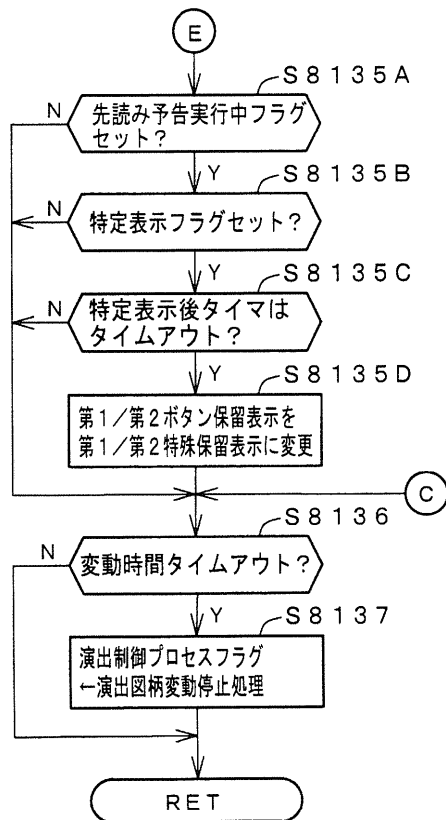 E
S8135A
N
先読み予告実行中フラグ
セット？
Y
S8135B
N
特定表示フラグセット？
Y
S8135C
N
特定表示後タイマは
タイムアウト？
Y
S8135D
第1／第2ボタン保留表示を
第1／第2特殊保留表示に変更
C
S8136
N
変動時間タイムアウト？
Y
S8137
演出制御プロセスフラグ
←演出図柄変動停止処理
RET